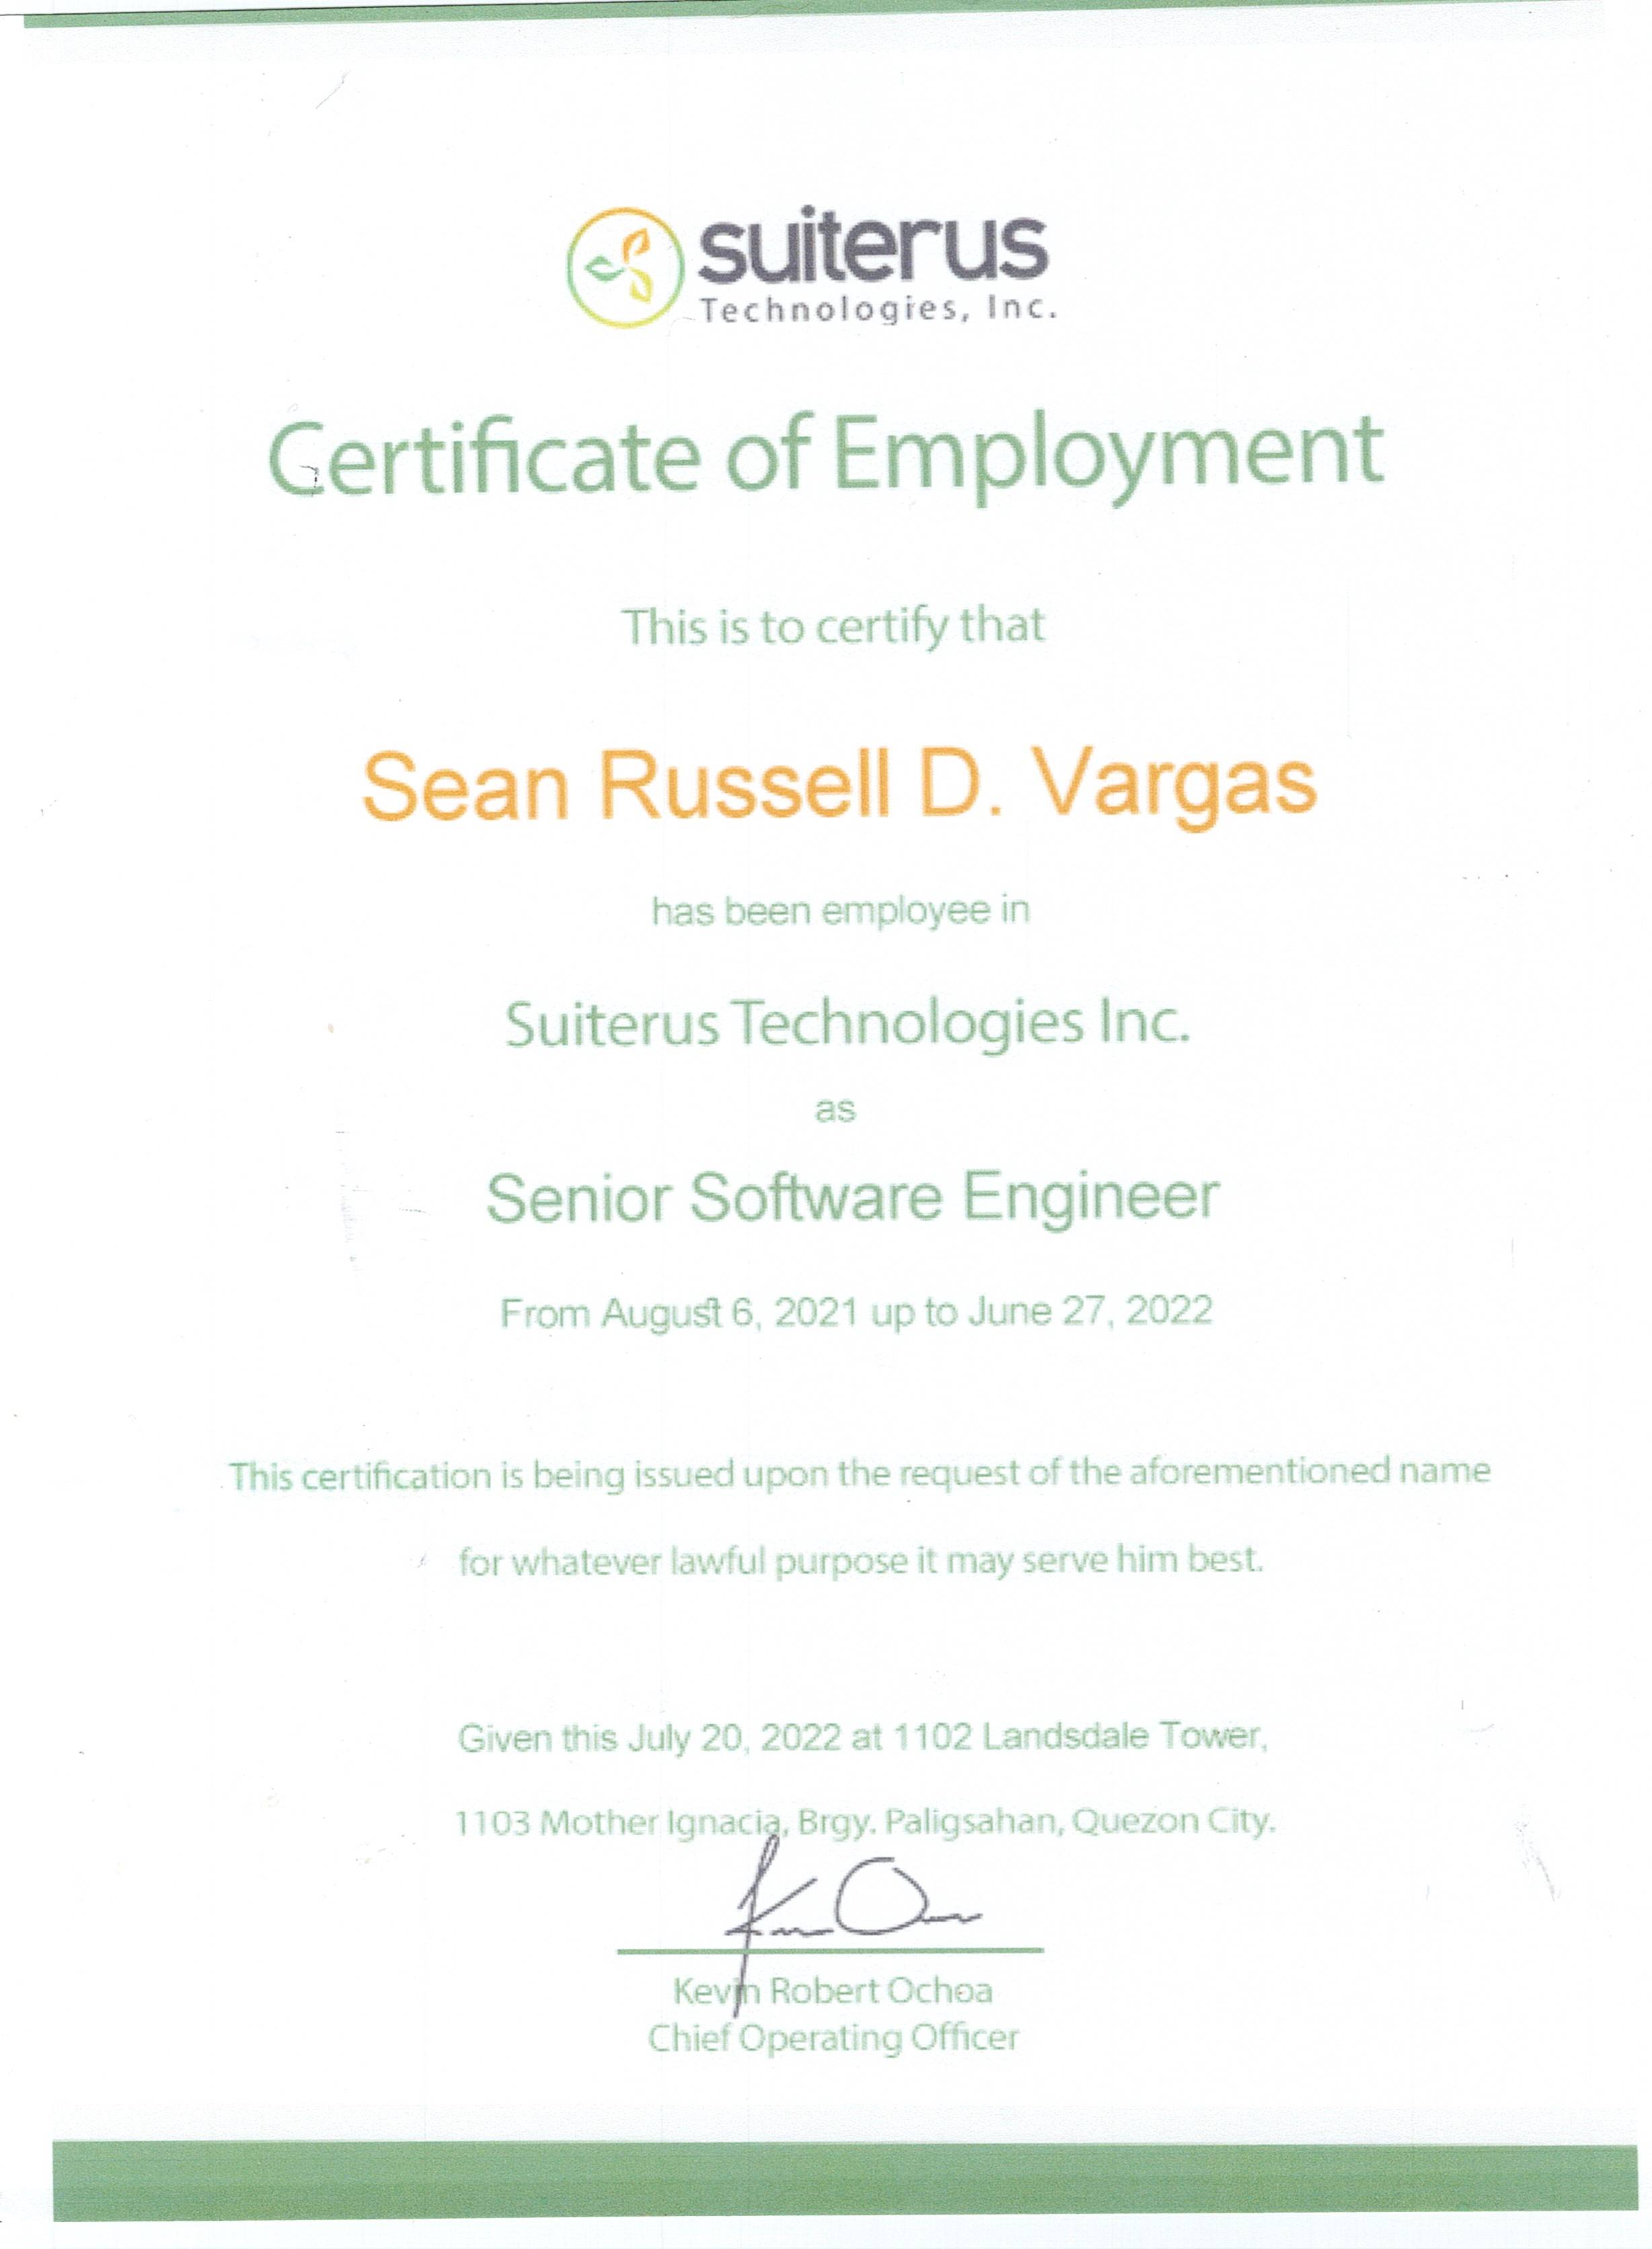 suiterus
Technologies, Inc.
Certificate of Employment
This is to certify that
Sean Russell D. Vargas
has been employee in
Suiterus Technologies Inc.
as
Senior Software Engineer
From August 6, 2021 up to June 27, 2022
This certification is being issued upon the request of the aforementioned name
for whatever lawful purpose it may serve him best.
Given this July 20, 2022 at 1102 Landsdale Tower,
1103 Mother Ignacia, Brgy. Paligsahan, Quezon City.
Kevin Robert Ochoa
Chief Operating Officer